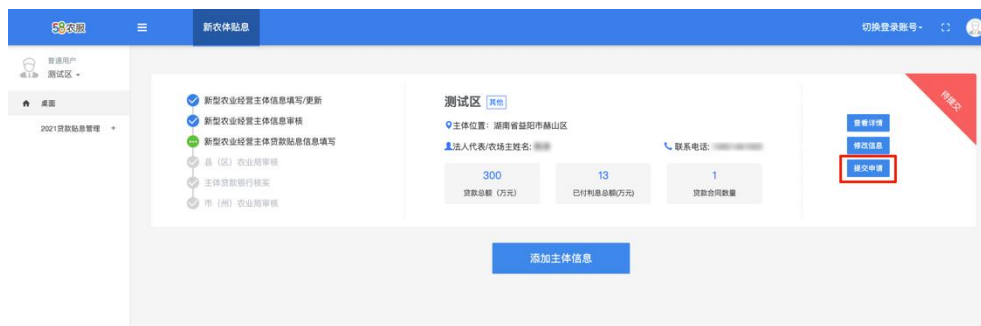 58农服
新农体贴息
切换登录账号
普通用户
测试区
桌面
2021贷款贴息管理 +
新型农业经营主体信息填写/更新
新型农业经营主体信息审核
新型农业经营主体贷款贴息信息填写
县（区）农业局审核
主体贷款银行核实
市（州）农业局审核
测试区 其他
主体位置：湖南省益阳市赫山区
法人代表/农场主姓名:
联系电话:
300
贷款总额（万元）
13
已付利息总额(万元)
1
贷款合同数量
待提交
查看详情
修改信息
提交申请
添加主体信息